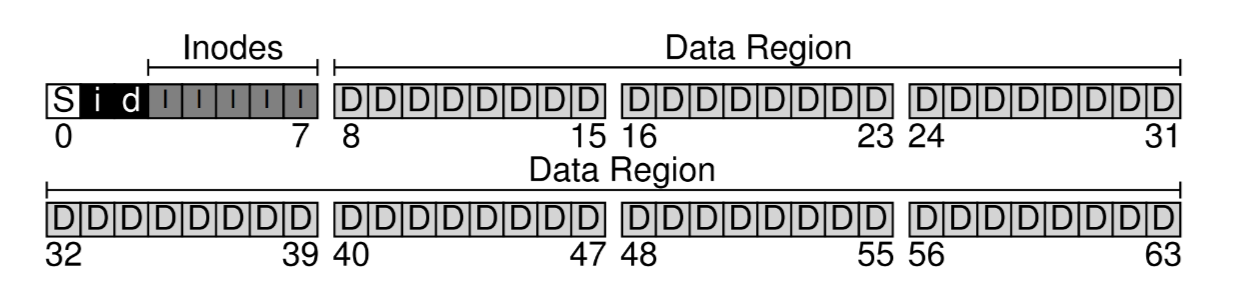 Inodes Data Region
S i d I I I I I D D D D D D D D D D D D D D D D D D D D D D D D
0 7 8 15 16 23 24 31
Data Region
D D D D D D D D D D D D D D D D D D D D D D D D D D D D D D D D
32 39 40 47 48 55 56 63